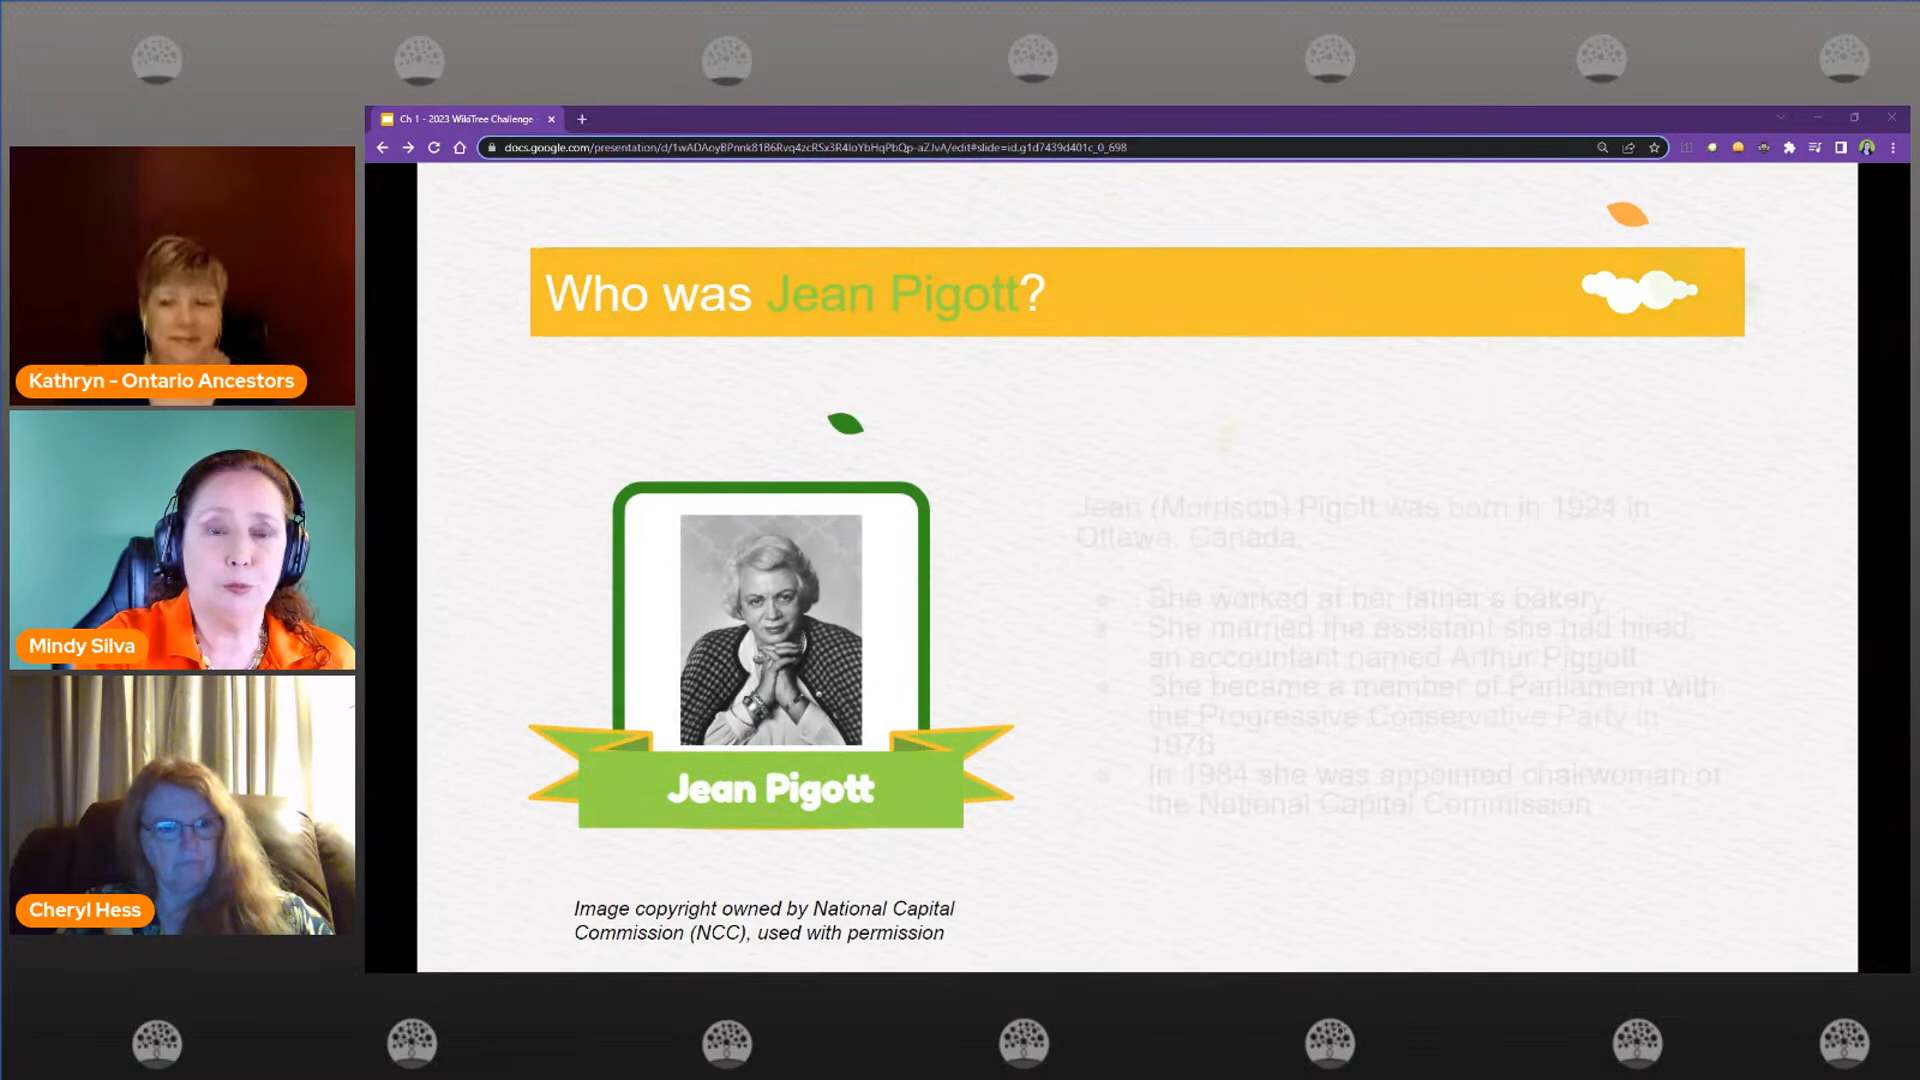 Ch 1 - 2023 WikiTree Challenge -
docs.google.com/presentation/d/1wADAoyBPnnk81B6Rvq4zcRSx3R4IoYbHqPbQp-aZJvA/edit#slide=id.g1d7439d401c_0_698
Who was Jean Pigott?
Kathryn – Ontario Ancestors
Mindy Silva
Cheryl Hess
Jean Pigott
Image copyright owned by National Capital
Commission (NCC), used with permission
Jean (Morrison) Pigott was born in 1924 in
Ottawa, Canada.
She worked at her father's bakery
She married the assistant she had hired,
an accountant named Arthur Piggott
She became a member of Parliament with
the Progressive Conservative Party in
1976
In 1984 she was appointed chairwoman of
the National Capital Commission